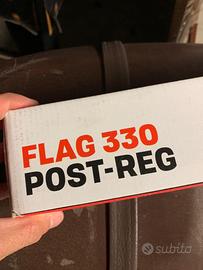 FLAG 330
POST-REG
subito